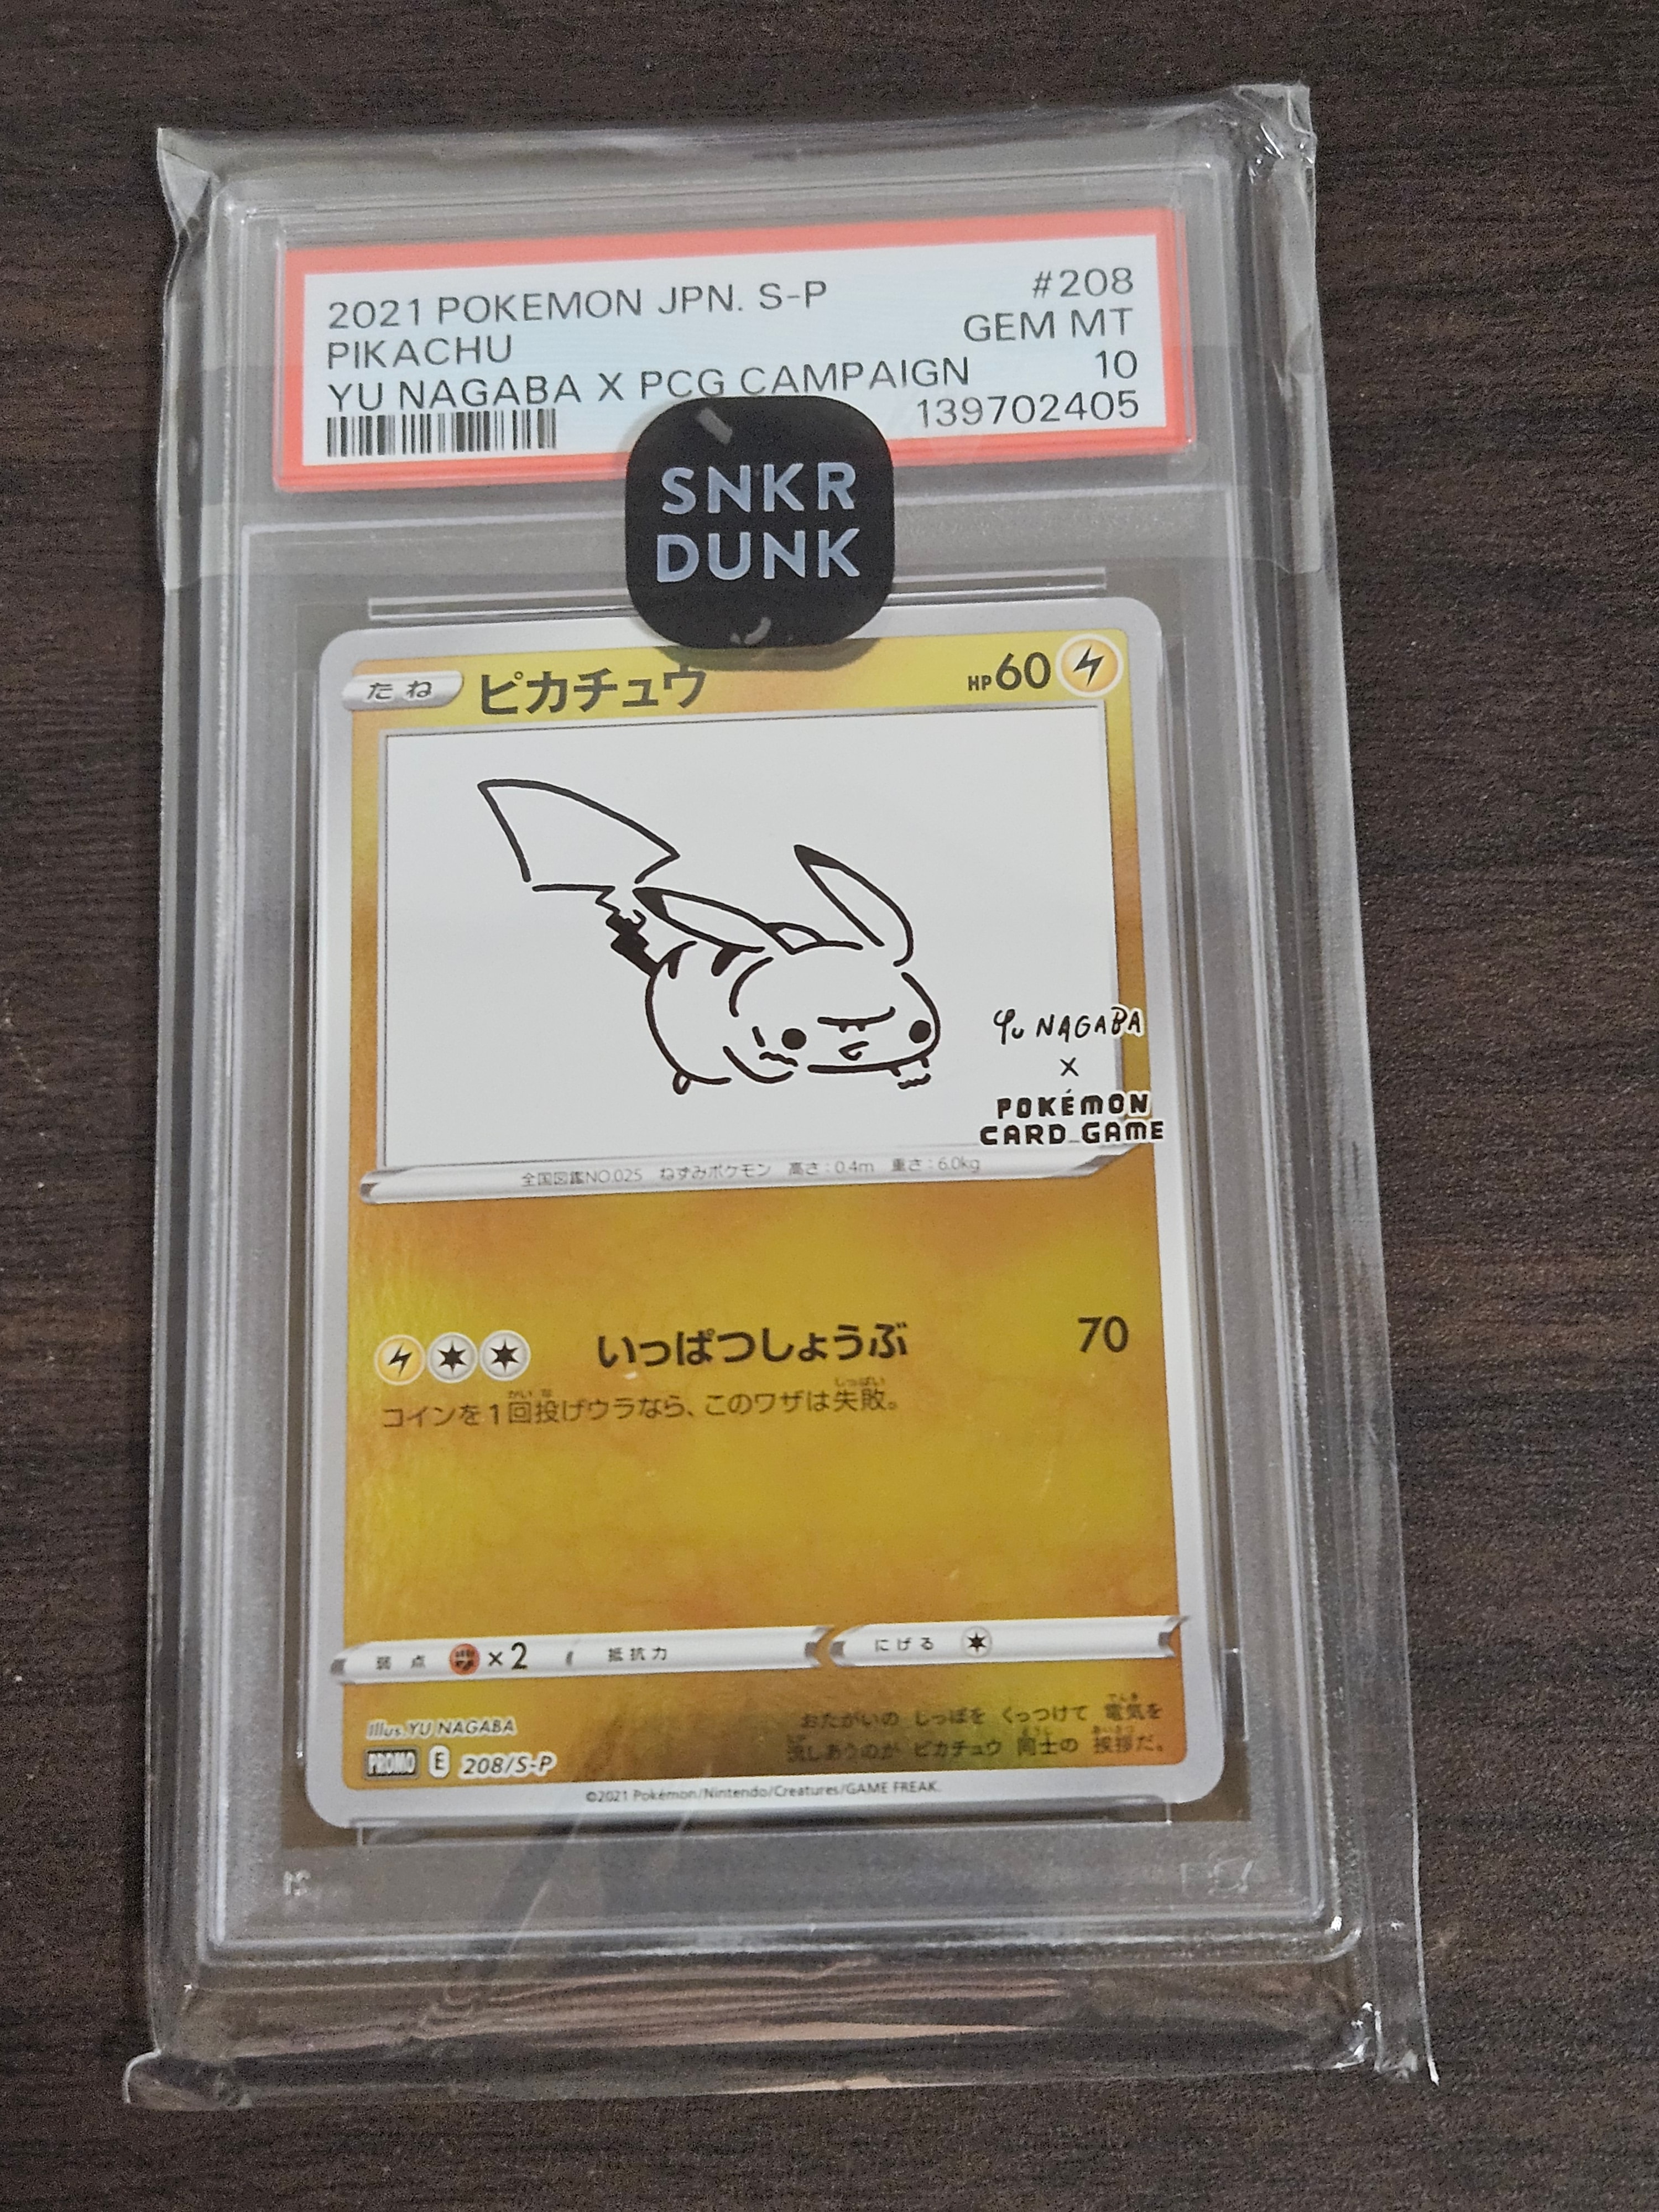 2021 POKEMON JPN. S-P #208
PIKACHU GEM MT
YU NAGABA X PCG CAMPAIGN 10
139702405
SNKR
DUNK
たね ピカチュウ HP60
YU NAGABA
×
POKÉMON
CARD GAME
全国図鑑NO.025 ねずみポケモン 高さ:0.4m 重さ:6.0kg
いっぱつしょうぶ 70
コインを1回投げウラなら、このワザは失敗。
弱点 ×2 抵抗力 にげる
Illus. YU NAGABA
おたがいの しっぽを くっつけて 電気を
流しあうのが ピカチュウ 同士の 挨拶だ。
PROMO E 208/S-P
©2021 Pokémon/Nintendo/Creatures/GAME FREAK.